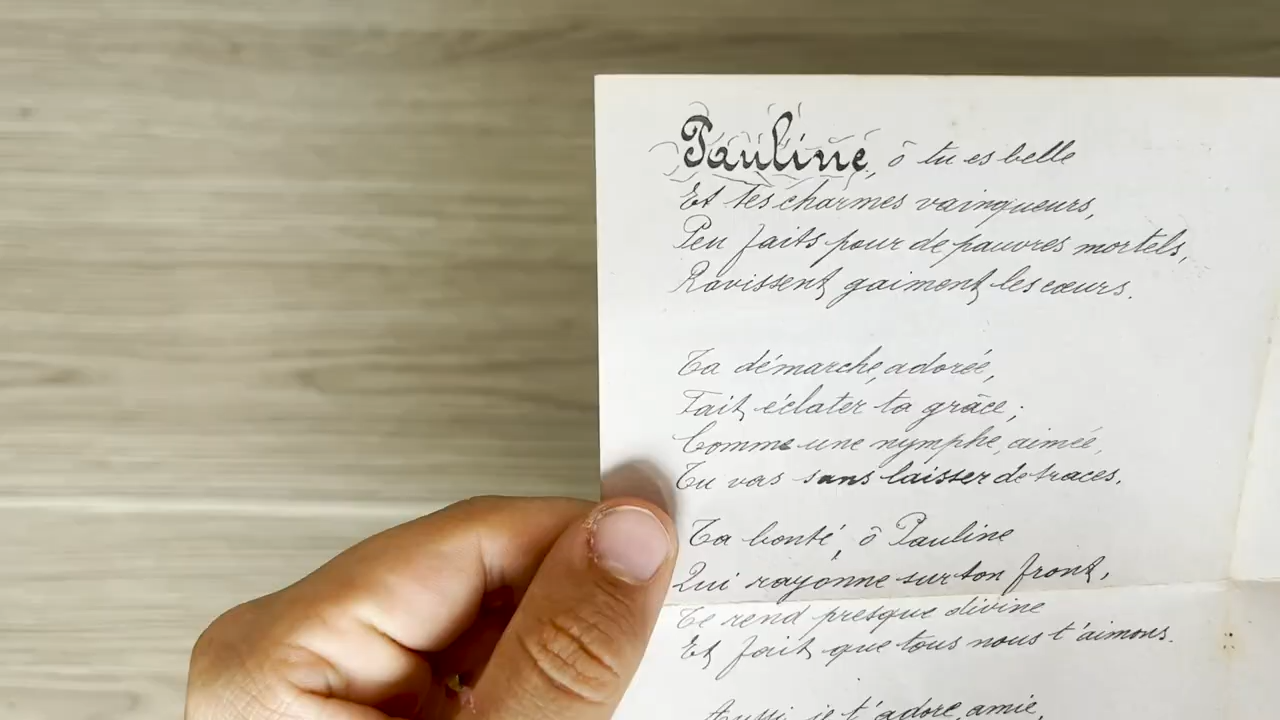 Pauline, ô tu es belle
Et tes charmes vainqueurs,
Peu faits pour de pauvres mortels,
Ravissent gaiment les cœurs.
Ta démarche, adorée,
Fait éclater ta grâce;
Comme une nymphe, aimée,
Tu vas sans laisser de traces.
Ta bonté, ô Pauline
Qui rayonne sur ton front,
Te rend presque divine
Et fait que tous nous t'aimons.
Aussi je t'adore, amie,